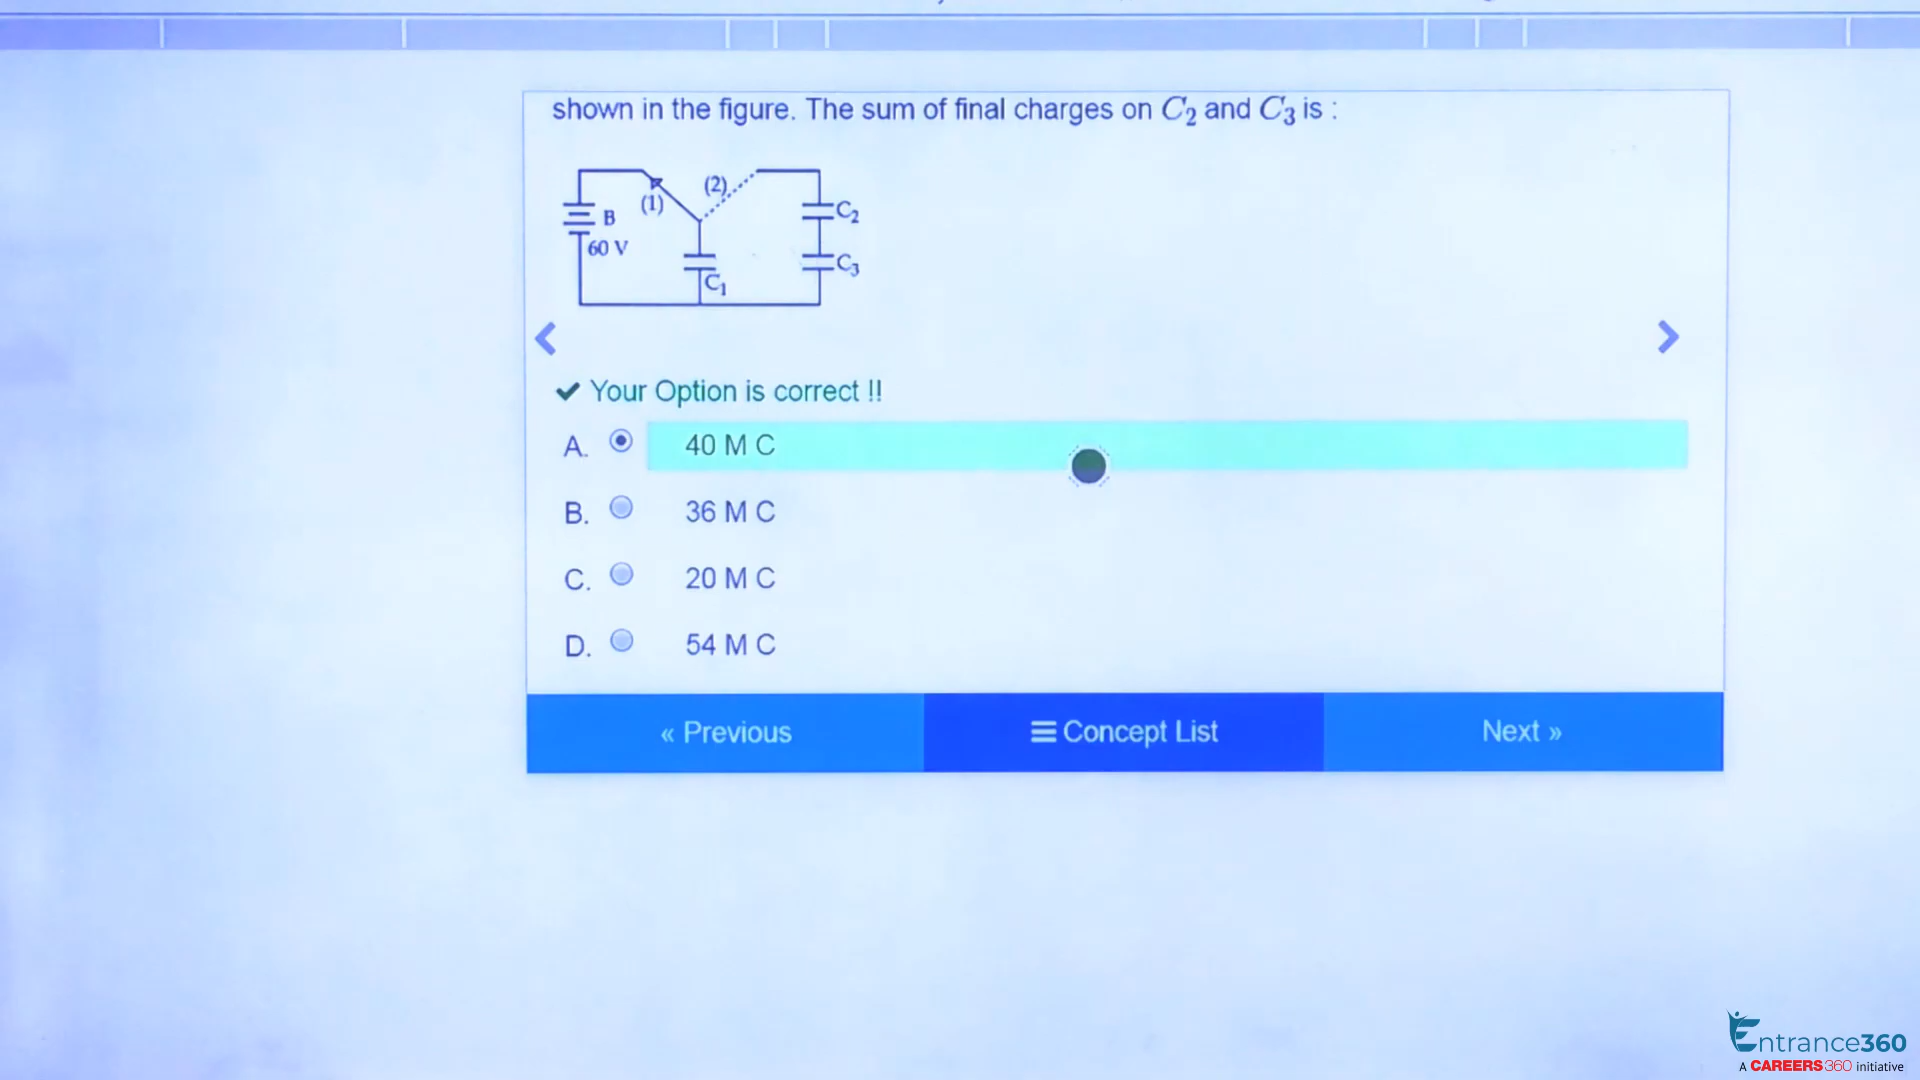 shown in the figure. The sum of final charges on C2 and C3 is :
(2)
(1)
B
60 V
C2
C3
C1
✔ Your Option is correct !!
A. 40 M C
B. 36 M C
C. 20 M C
D. 54 M C
« Previous
Concept List
Next »
Entrance360
A CAREERS360 initiative